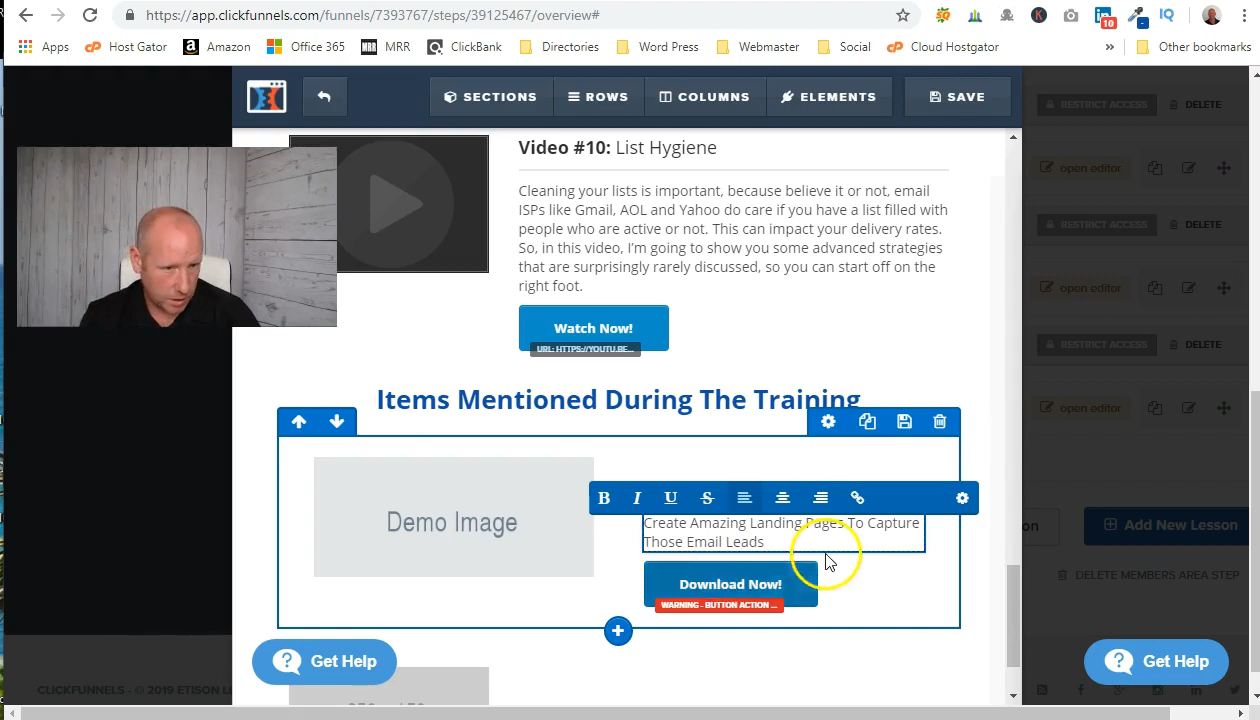 https://app.clickfunnels.com/funnels/7393767/steps/39125467/overview#
10
Apps
Host Gator
Amazon
Office 365
MRR
MRR
ClickBank
Directories
Word Press
Webmaster
Social
Cloud Hostgator
»
Other bookmarks
SECTIONS
ROWS
COLUMNS
ELEMENTS
SAVE
RESTRICT ACCESS
DELETE
open editor
RESTRICT ACCESS
DELETE
open editor
RESTRICT ACCESS
DELETE
open editor
Video #10: List Hygiene
Cleaning your lists is important, because believe it or not, email
ISPs like Gmail, AOL and Yahoo do care if you have a list filled with
people who are active or not. This can impact your delivery rates.
So, in this video, I'm going to show you some advanced strategies
that are surprisingly rarely discussed, so you can start off on the
right foot.
Watch Now!
URL: HTTPS://YOUTU.BE...
Items Mentioned During The Training
Demo Image
B I U S
Create Amazing Landing Pages To Capture
Those Email Leads
Download Now!
WARNING - BUTTON ACTION ...
Add New Lesson
DELETE MEMBERS AREA STEP
Get Help
Get Help
CLICKFUNNELS - © 2019 ETISON L